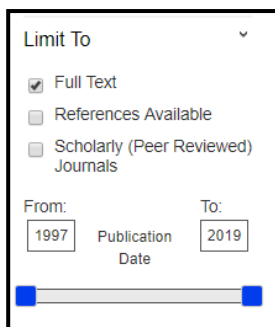 Limit To
Full Text
References Available
Scholarly (Peer Reviewed)
Journals
From: To:
1997 Publication 2019
Date